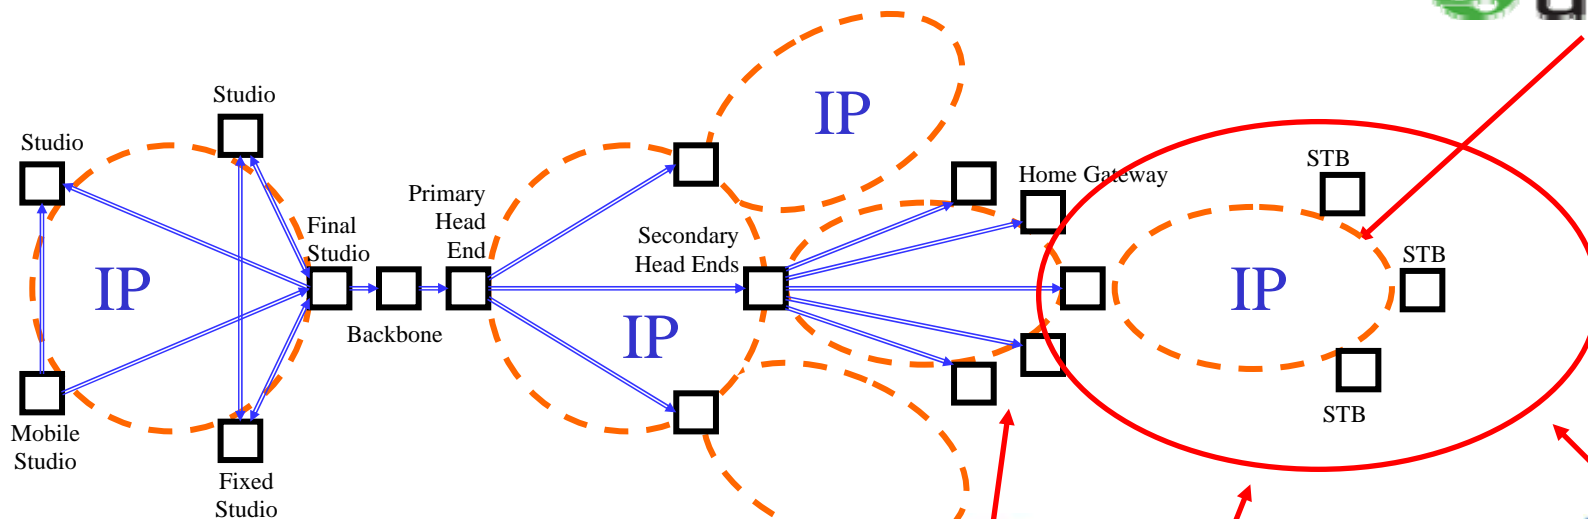 Studio
Studio
IP
Mobile
Studio
Fixed
Studio
Final
Studio
Backbone
Primary
Head
End
IP
IP
Secondary
Head Ends
Home Gateway
IP
STB
STB
STB